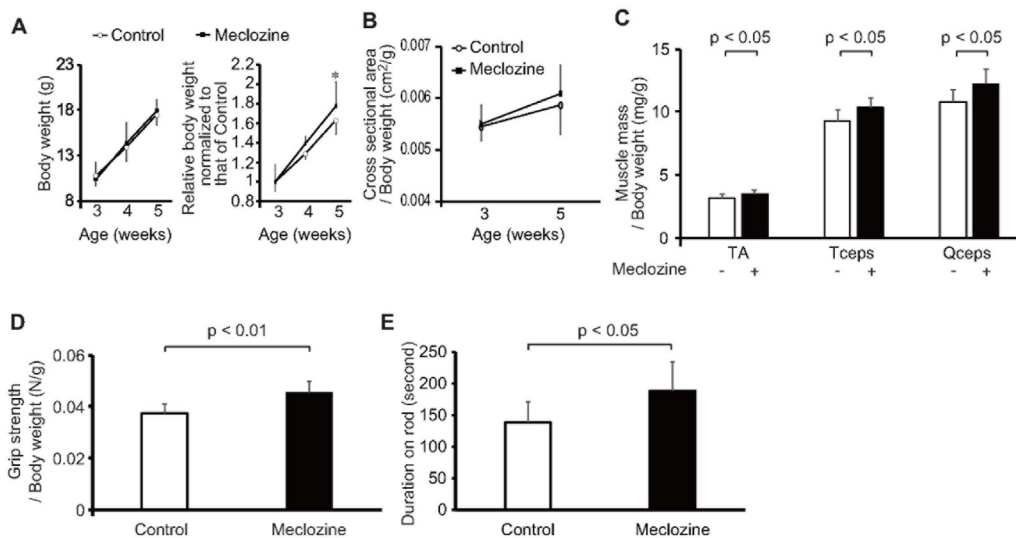 A
Control
Meclozine
Body weight (g)
23
18
13
8
3 4 5
Age (weeks)
Relative body weight
normalized to
that of Control
2
1.8
1.6
1.4
1.2
1
0.8
*
3 4 5
Age (weeks)
B
Control
Meclozine
Cross sectional area
/ Body weight (cm²/g)
0.007
0.006
0.005
0.004
3 5
Age (weeks)
C
p < 0.05 p < 0.05 p < 0.05
Muscle mass
/ Body weight (mg/g)
15
10
5
0
TA Tceps Qceps
Meclozine - + - + - +
D
p < 0.01
Grip strength
/ Body weight (N/g)
0.06
0.04
0.02
0
Control Meclozine
E
p < 0.05
Duration on rod (second)
250
200
150
100
50
0
Control Meclozine